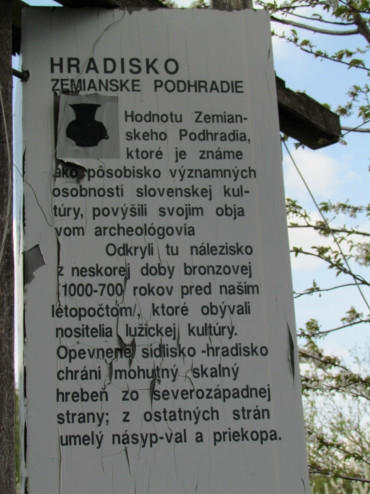 HRADISKO
ZEMIANSKE PODHRADIE
Hodnotu Zemian-
skeho Podhradia,
ktoré je známe
ako pôsobisko významných
osobností slovenskej kul-
túry, povýšili svojim obja
vom archeológovia
Odkryli tu nálezisko
z neskorej doby bronzovej
/1000-700 rokov pred našim
letopočtom/, ktoré obývali
nositelia lužickej kultúry.
Opevnené sídlisko -hradisko
chráni mohutný skalný
hrebeň zo severozápadnej
strany; z ostatných strán
umelý násyp-val a priekopa.